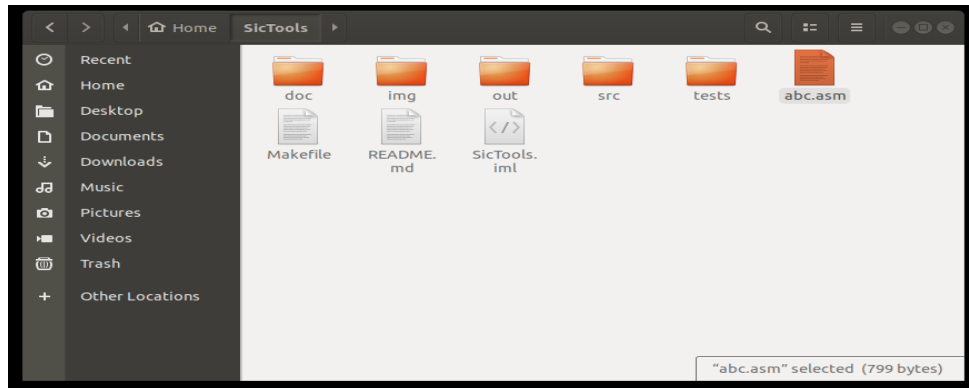 Home SicTools
Recent
Home
Desktop
Documents
Downloads
Music
Pictures
Videos
Trash
Other Locations
doc img out src tests abc.asm
Makefile README. SicTools.
md iml
"abc.asm" selected (799 bytes)